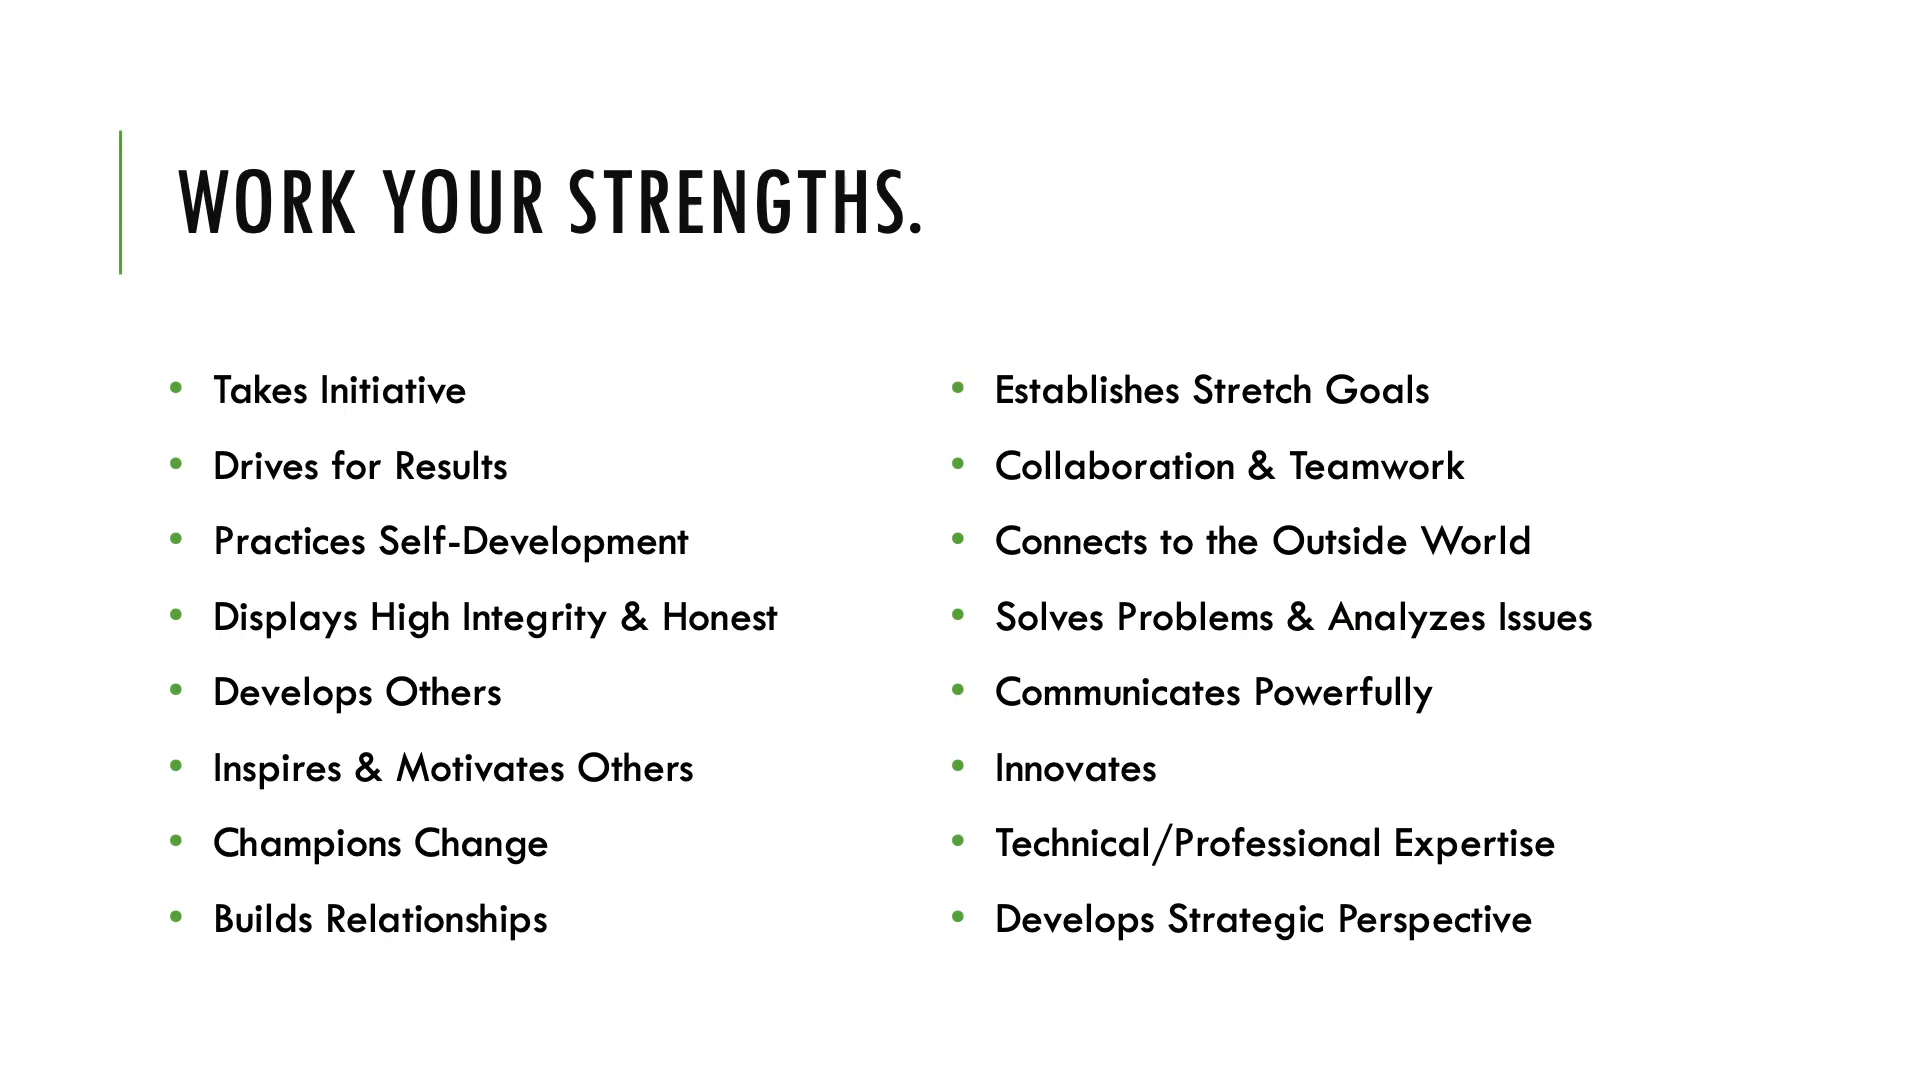 WORK YOUR STRENGTHS.
• Takes Initiative
• Drives for Results
• Practices Self-Development
• Displays High Integrity & Honest
• Develops Others
• Inspires & Motivates Others
• Champions Change
• Builds Relationships
• Establishes Stretch Goals
• Collaboration & Teamwork
• Connects to the Outside World
• Solves Problems & Analyzes Issues
• Communicates Powerfully
• Innovates
• Technical/Professional Expertise
• Develops Strategic Perspective